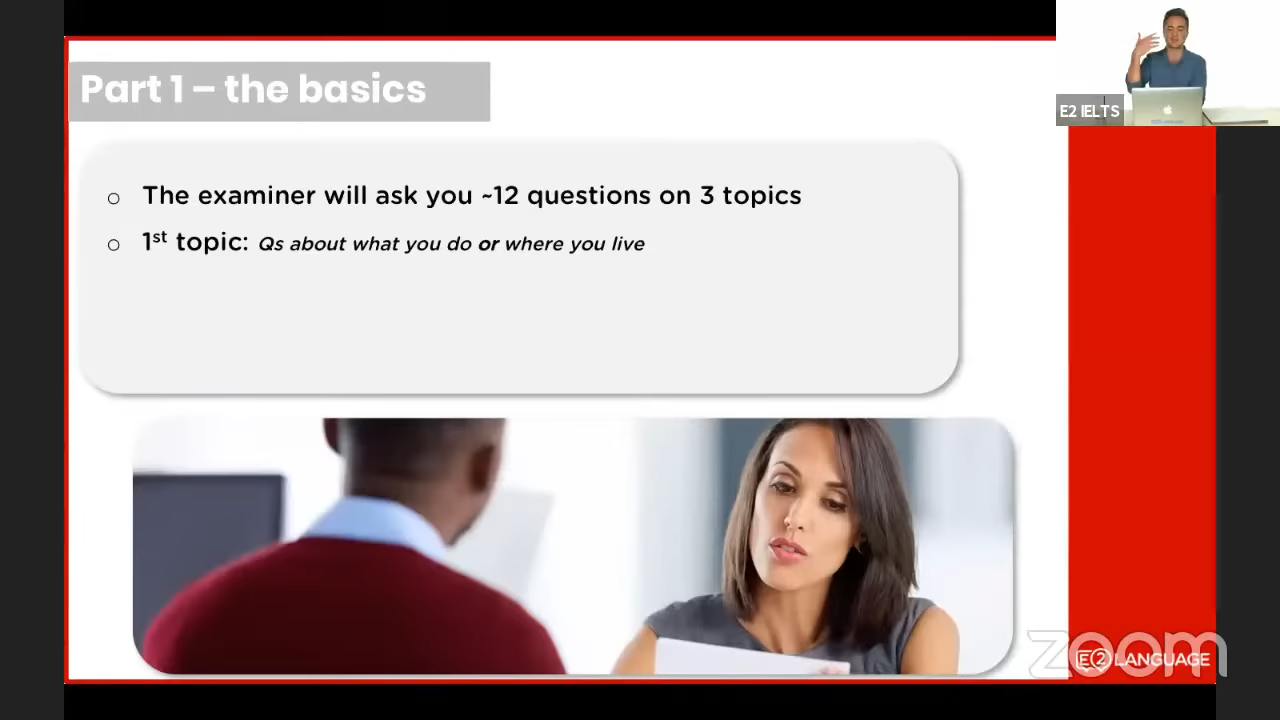 Part 1 – the basics
E2 IELTS
○ The examiner will ask you ~12 questions on 3 topics
○ 1st topic: Qs about what you do or where you live
zoom
E2 LANGUAGE